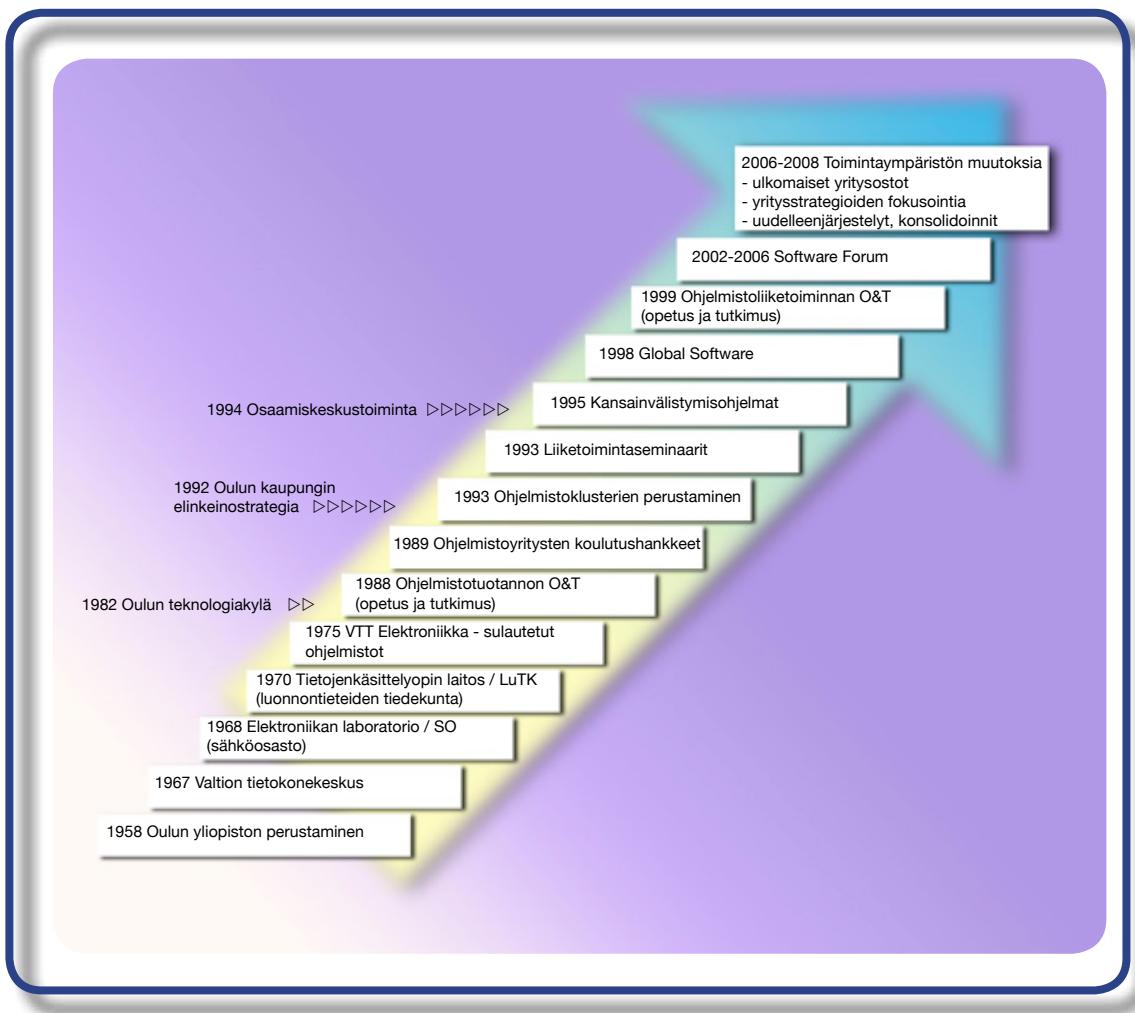 2006-2008 Toimintaympäristön muutoksia
- ulkomaiset yritysostot
- yritysstrategioiden fokusointia
- uudelleenjärjestelyt, konsolidoinnit
2002-2006 Software Forum
1999 Ohjelmistoliiketoiminnan O&T
(opetus ja tutkimus)
1998 Global Software
1994 Osaamiskeskustoiminta ▷▷▷▷▷▷
1995 Kansainvälistymisohjelmat
1993 Liiketoimintaseminaarit
1992 Oulun kaupungin
elinkeinostrategia ▷▷▷▷▷▷
1993 Ohjelmistoklusterien perustaminen
1989 Ohjelmistoyritysten koulutushankkeet
1988 Ohjelmistotuotannon O&T
(opetus ja tutkimus)
1982 Oulun teknologiakylä ▷▷
1975 VTT Elektroniikka - sulautetut
ohjelmistot
1970 Tietojenkäsittelyopin laitos / LuTK
(luonnontieteiden tiedekunta)
1968 Elektroniikan laboratorio / SO
(sähköosasto)
1967 Valtion tietokonekeskus
1958 Oulun yliopiston perustaminen